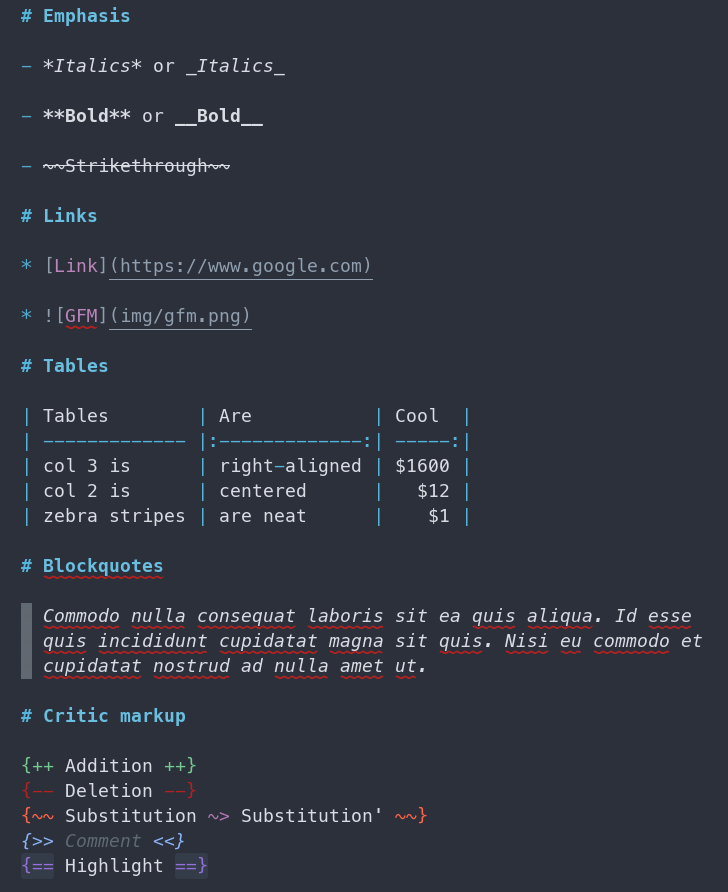 # Emphasis
- *Italics* or _Italics_
- **Bold** or __Bold__
- ~~Strikethrough~~
# Links
* [Link](https://www.google.com)
* ![GFM](img/gfm.png)
# Tables
| Tables        | Are           | Cool  |
| ------------- |:-------------:| -----:|
| col 3 is      | right-aligned | $1600 |
| col 2 is      | centered      |   $12 |
| zebra stripes | are neat      |    $1 |
# Blockquotes
Commodo nulla consequat laboris sit ea quis aliqua. Id esse
quis incididunt cupidatat magna sit quis. Nisi eu commodo et
cupidatat nostrud ad nulla amet ut.
# Critic markup
{++ Addition ++}
{-- Deletion --}
{~~ Substitution ~> Substitution' ~~}
{>> Comment <<}
{== Highlight ==}